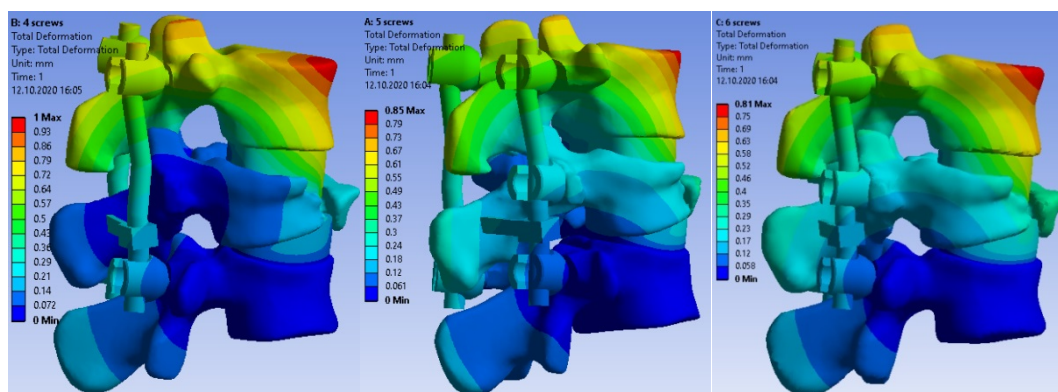 B: 4 screws
Total Deformation
Type: Total Deformation
Unit: mm
Time: 1
12.10.2020 16:05
1 Max
0.93
0.86
0.79
0.72
0.64
0.57
0.5
0.43
0.36
0.29
0.21
0.14
0.072
0 Min
A: 5 screws
Total Deformation
Type: Total Deformation
Unit: mm
Time: 1
12.10.2020 16:04
0.85 Max
0.79
0.73
0.67
0.61
0.55
0.49
0.43
0.37
0.3
0.24
0.18
0.12
0.061
0 Min
C: 6 screws
Total Deformation
Type: Total Deformation
Unit: mm
Time: 1
12.10.2020 16:04
0.81 Max
0.75
0.69
0.63
0.58
0.52
0.46
0.4
0.35
0.29
0.23
0.17
0.12
0.058
0 Min